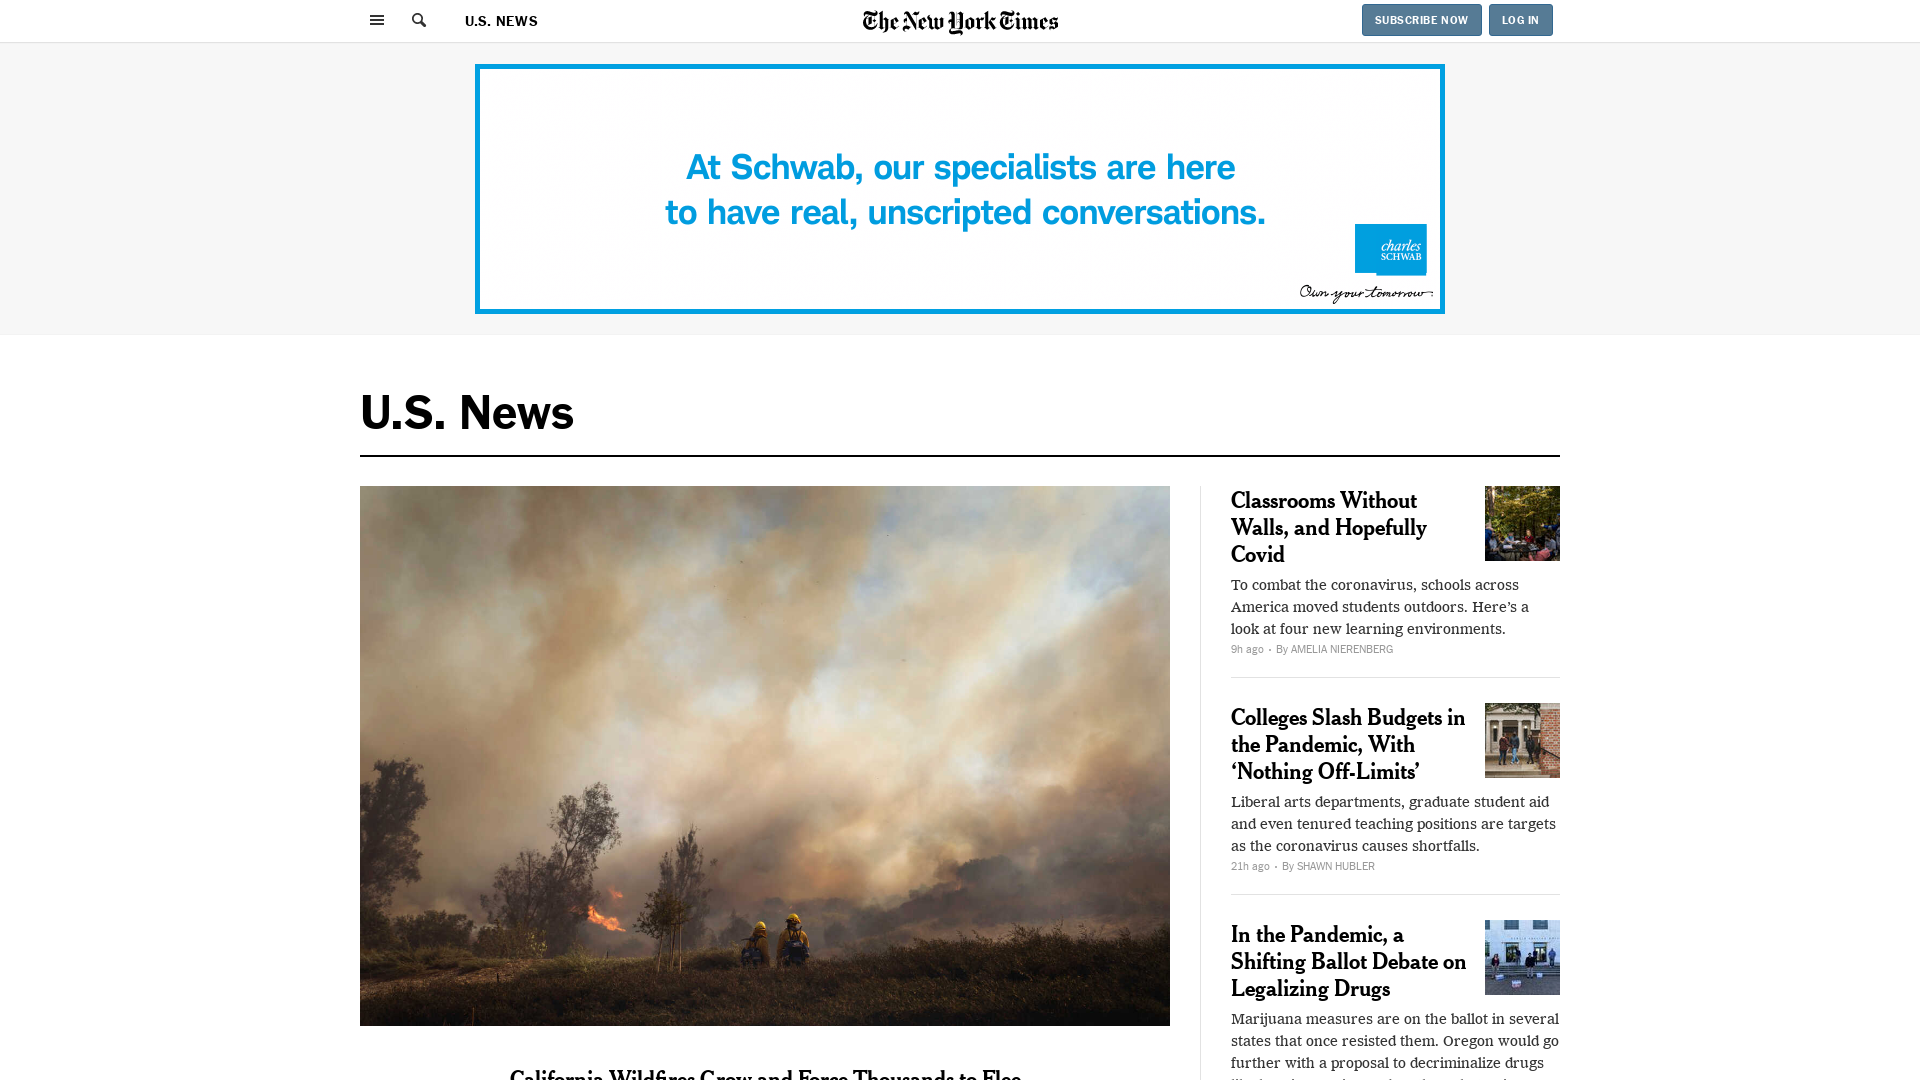 U.S. NEWS
The New York Times
SUBSCRIBE NOW
LOG IN
At Schwab, our specialists are here
to have real, unscripted conversations.
charles
SCHWAB
Own your tomorrow
U.S. News
Classrooms Without
Walls, and Hopefully
Covid
To combat the coronavirus, schools across
America moved students outdoors. Here’s a
look at four new learning environments.
9h ago • By AMELIA NIERENBERG
Colleges Slash Budgets in
the Pandemic, With
‘Nothing Off-Limits’
Liberal arts departments, graduate student aid
and even tenured teaching positions are targets
as the coronavirus causes shortfalls.
21h ago • By SHAWN HUBLER
In the Pandemic, a
Shifting Ballot Debate on
Legalizing Drugs
Marijuana measures are on the ballot in several
states that once resisted them. Oregon would go
further with a proposal to decriminalize drugs
California Wildfires Grow and Force Thousands to Flee